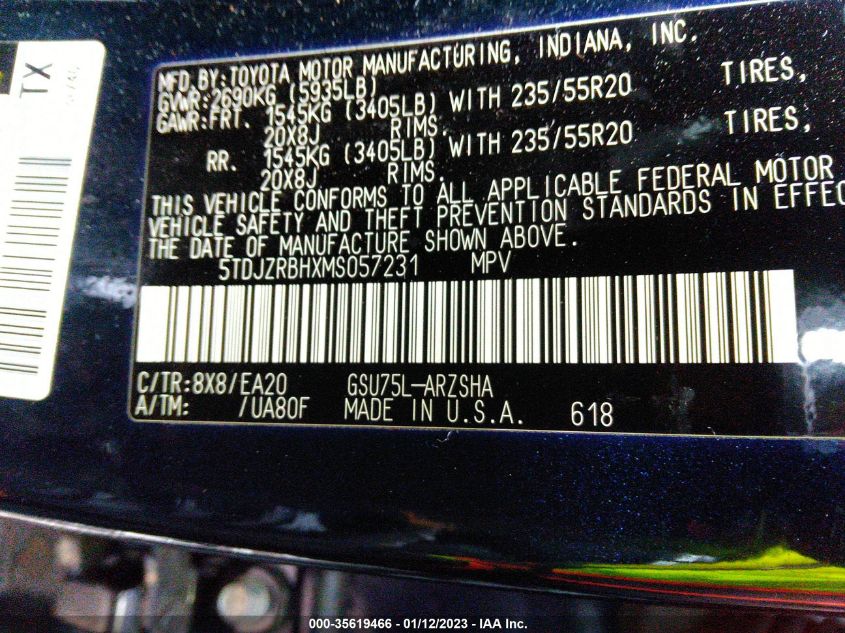 TX
MFD.BY:TOYOTA MOTOR MANUFACTURING, INDIANA, INC.
GVWR:2690KG (5935LB)
GAWR:FRT. 1545KG (3405LB) WITH 235/55R20 TIRES,
20X8J RIMS.
RR. 1545KG (3405LB) WITH 235/55R20 TIRES,
20X8J RIMS.
THIS VEHICLE CONFORMS TO ALL APPLICABLE FEDERAL MOTOR
VEHICLE SAFETY AND THEFT PREVENTION STANDARDS IN EFFEC
THE DATE OF MANUFACTURE SHOWN ABOVE.
5TDJZRBHXMS057231 MPV
C/TR:8X8/EA20 GSU75L-ARZSHA
A/TM: /UA80F MADE IN U.S.A. 618
000-35619466 - 01/12/2023 - IAA Inc.